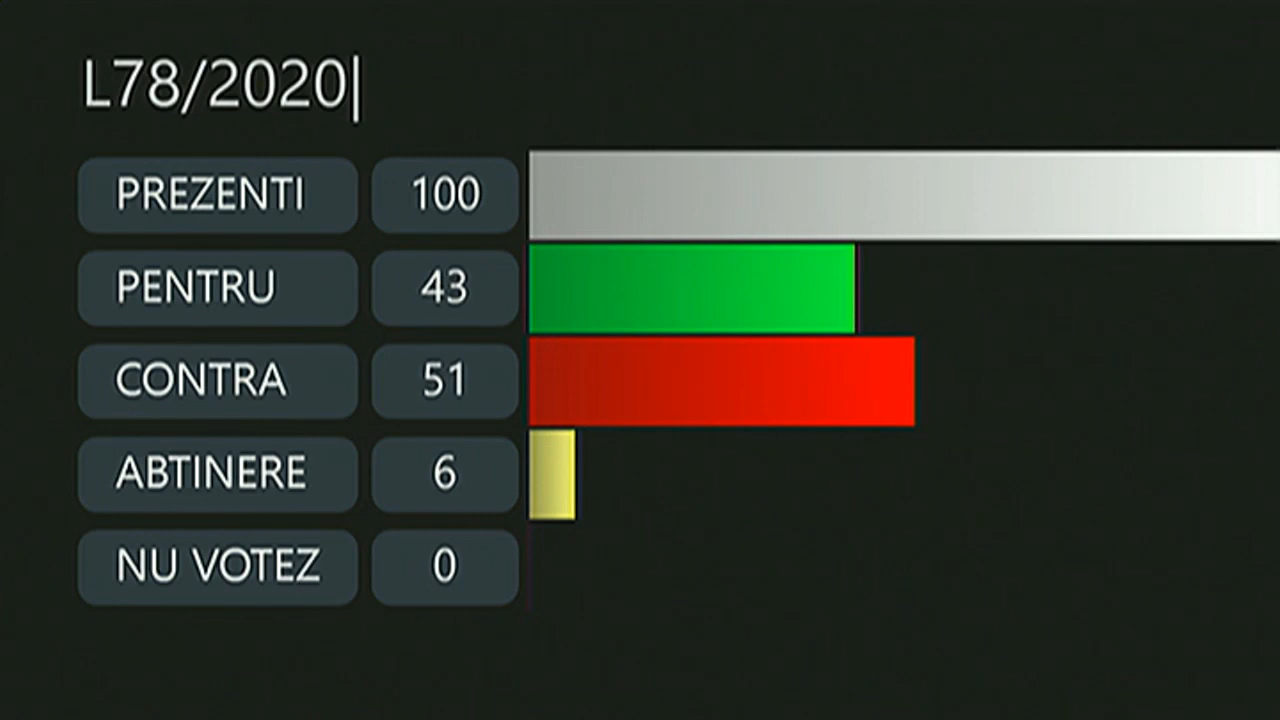 L78/2020|
PREZENTI 100
PENTRU 43
CONTRA 51
ABTINERE 6
NU VOTEZ 0